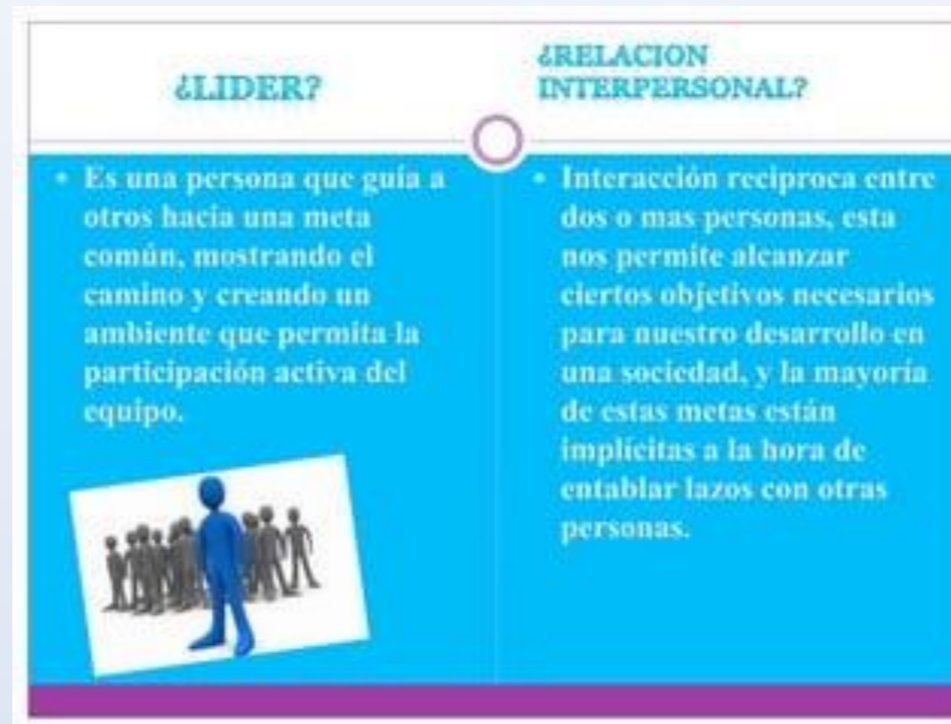 ¿LIDER?
Es una persona que guía a
otros hacia una meta
común, mostrando el
camino y creando un
ambiente que permita la
participación activa del
equipo.
¿RELACION
INTERPERSONAL?
Interacción reciproca entre
dos o mas personas, esta
nos permite alcanzar
ciertos objetivos necesarios
para nuestro desarrollo en
una sociedad, y la mayoría
de estas metas están
implícitas a la hora de
entablar lazos con otras
personas.